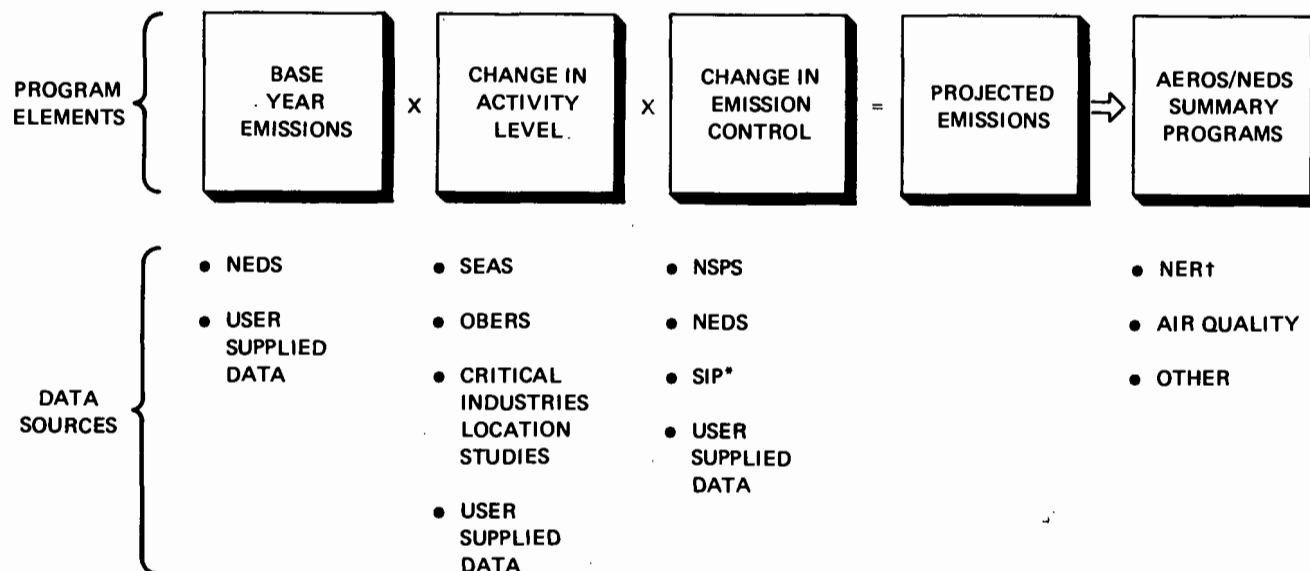 PROGRAM
ELEMENTS
BASE
YEAR
EMISSIONS
X
CHANGE IN
ACTIVITY
LEVEL.
X
CHANGE IN
EMISSION
CONTROL
=
PROJECTED
EMISSIONS
AEROS/NEDS
SUMMARY
PROGRAMS
DATA
SOURCES
• NEDS
• USER
SUPPLIED
DATA
• SEAS
• OBERS
• CRITICAL
INDUSTRIES
LOCATION
STUDIES
• USER
SUPPLIED
DATA
• NSPS
• NEDS
• SIP*
• USER
SUPPLIED
DATA
• NER†
• AIR QUALITY
• OTHER